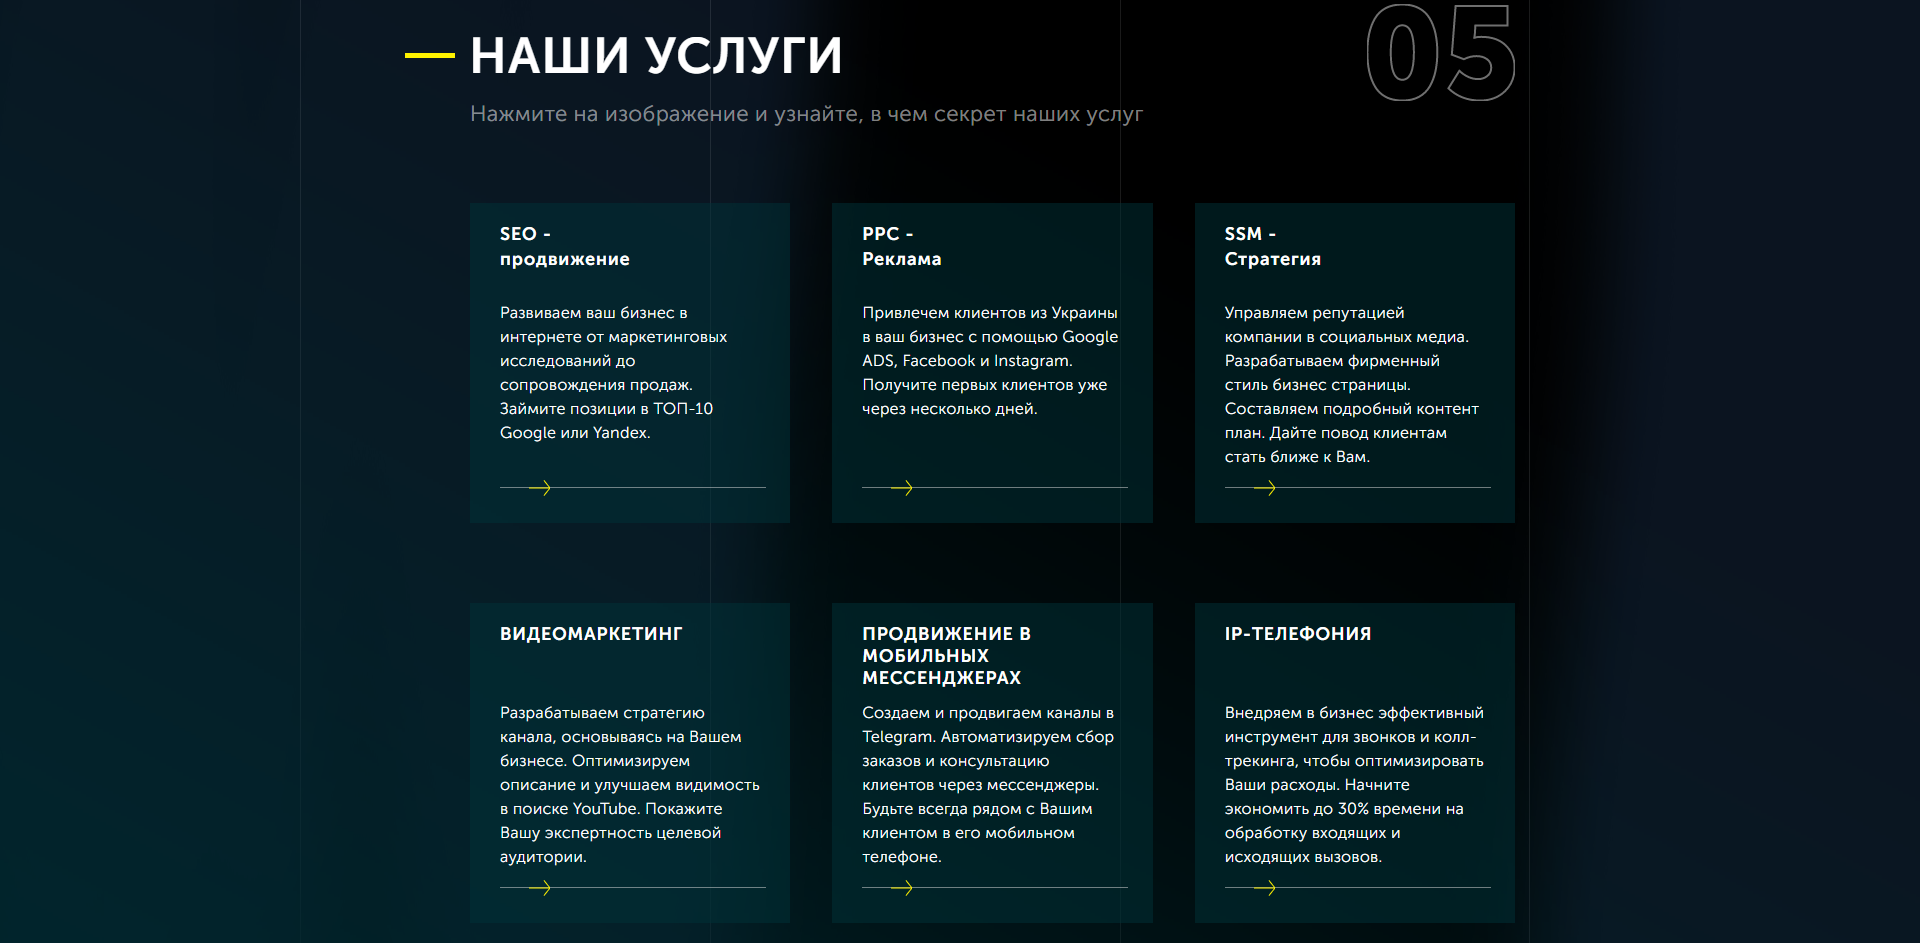 НАШИ УСЛУГИ
05
Нажмите на изображение и узнайте, в чем секрет наших услуг
SEO -
продвижение
Развиваем ваш бизнес в
интернете от маркетинговых
исследований до
сопровождения продаж.
Займите позиции в ТОП-10
Google или Yandex.
PPC -
Реклама
Привлечем клиентов из Украины
в ваш бизнес с помощью Google
ADS, Facebook и Instagram.
Получите первых клиентов уже
через несколько дней.
SSM -
Стратегия
Управляем репутацией
компании в социальных медиа.
Разрабатываем фирменный
стиль бизнес страницы.
Составляем подробный контент
план. Дайте повод клиентам
стать ближе к Вам.
ВИДЕОМАРКЕТИНГ
Разрабатываем стратегию
канала, основываясь на Вашем
бизнесе. Оптимизируем
описание и улучшаем видимость
в поиске YouTube. Покажите
Вашу экспертность целевой
аудитории.
ПРОДВИЖЕНИЕ В
МОБИЛЬНЫХ
МЕССЕНДЖЕРАХ
Создаем и продвигаем каналы в
Telegram. Автоматизируем сбор
заказов и консультацию
клиентов через мессенджеры.
Будьте всегда рядом с Вашим
клиентом в его мобильном
телефоне.
IP-ТЕЛЕФОНИЯ
Внедряем в бизнес эффективный
инструмент для звонков и колл-
трекинга, чтобы оптимизировать
Ваши расходы. Начните
экономить до 30% времени на
обработку входящих и
исходящих вызовов.